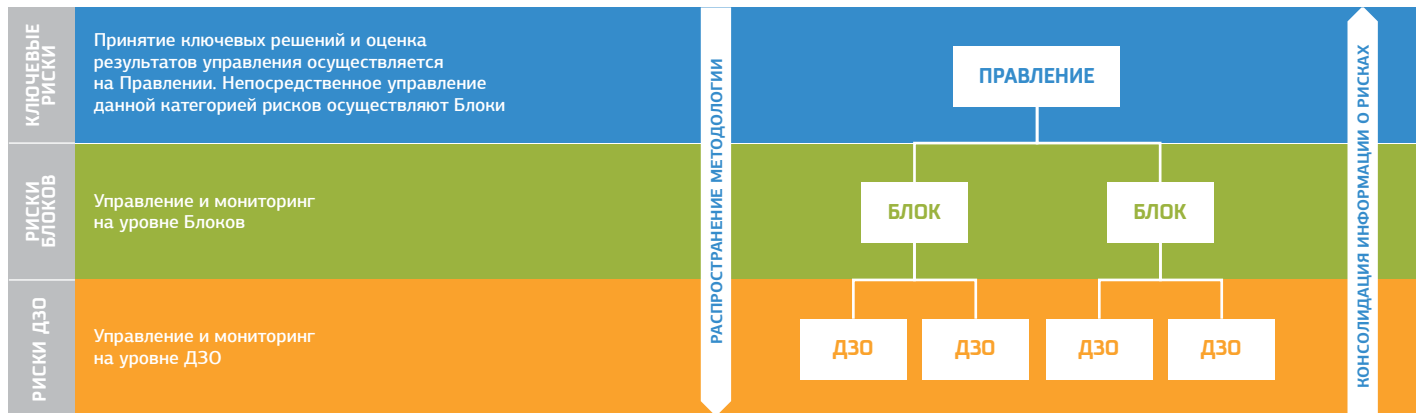 КЛЮЧЕВЫЕ
РИСКИ
Принятие ключевых решений и оценка
результатов управления осуществляется
на Правлении. Непосредственное управление
данной категорией рисков осуществляют Блоки
РИСКИ
БЛОКОВ
Управление и мониторинг
на уровне Блоков
РИСКИ ДЗО
Управление и мониторинг
на уровне ДЗО
РАСПРОСТРАНЕНИЕ МЕТОДОЛОГИИ
ПРАВЛЕНИЕ
БЛОК
БЛОК
ДЗО
ДЗО
ДЗО
ДЗО
КОНСОЛИДАЦИЯ ИНФОРМАЦИИ О РИСКАХ